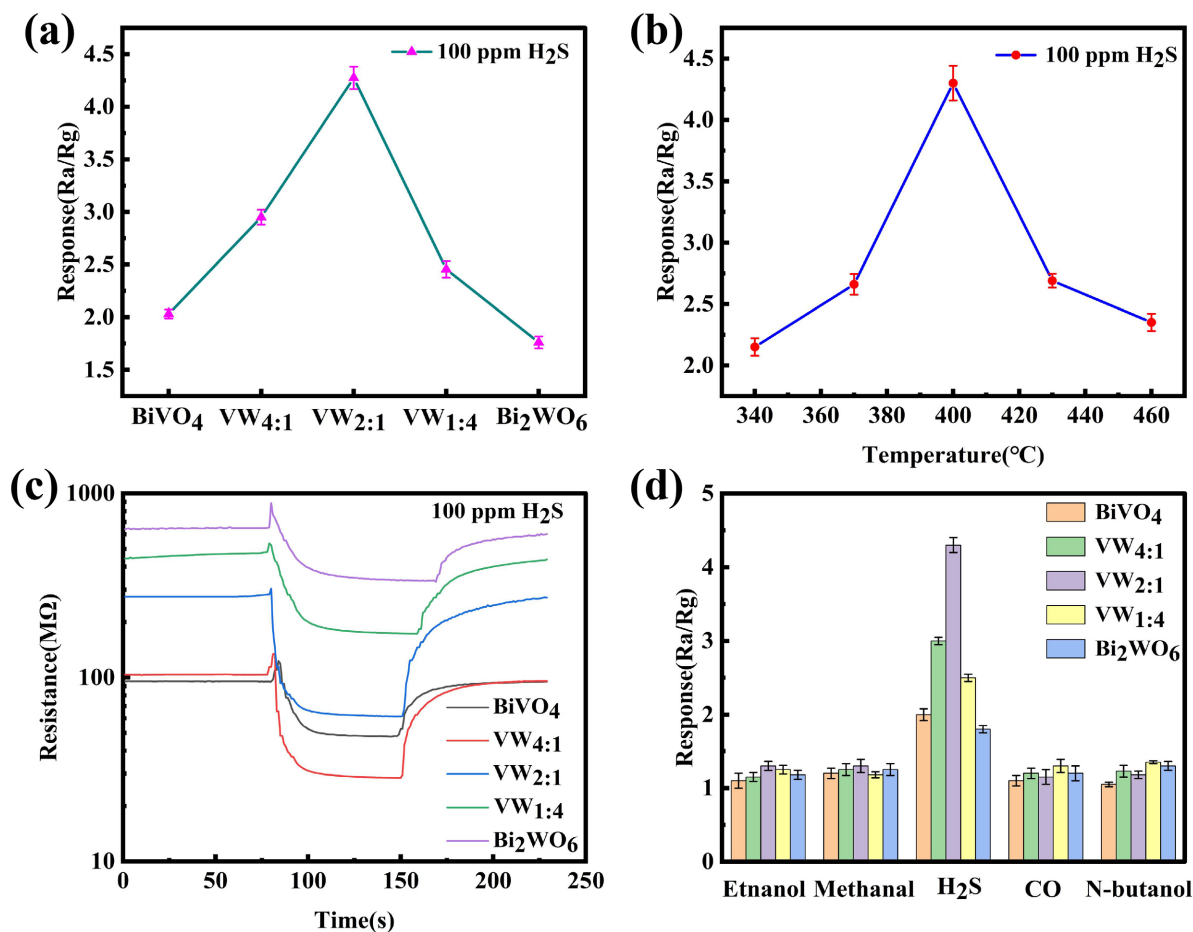 (a)
100 ppm H₂S
Response(Ra/Rg)
4.5
4.0
3.5
3.0
2.5
2.0
1.5
BiVO₄ VW₄:₁ VW₂:₁ VW₁:₄ Bi₂WO₆
(b)
100 ppm H₂S
Response(Ra/Rg)
4.5
4.0
3.5
3.0
2.5
2.0
340 360 380 400 420 440 460
Temperature(°C)
(c)
100 ppm H₂S
Resistance(MΩ)
1000
100
10
BiVO₄
VW₄:₁
VW₂:₁
VW₁:₄
Bi₂WO₆
0 50 100 150 200 250
Time(s)
(d)
Response(Ra/Rg)
5
4
3
2
1
0
BiVO₄
VW₄:₁
VW₂:₁
VW₁:₄
Bi₂WO₆
Etnanol Methanal H₂S CO N-butanol